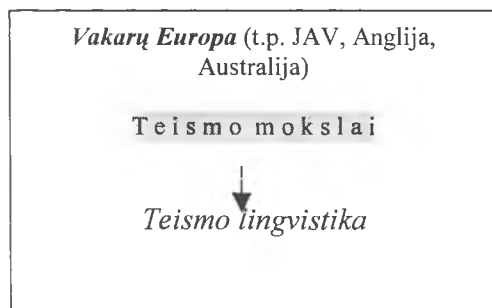 Vakarų Europa (t.p. JAV, Anglija,
Australija)
Teismo mokslai
Teismo lingvistika